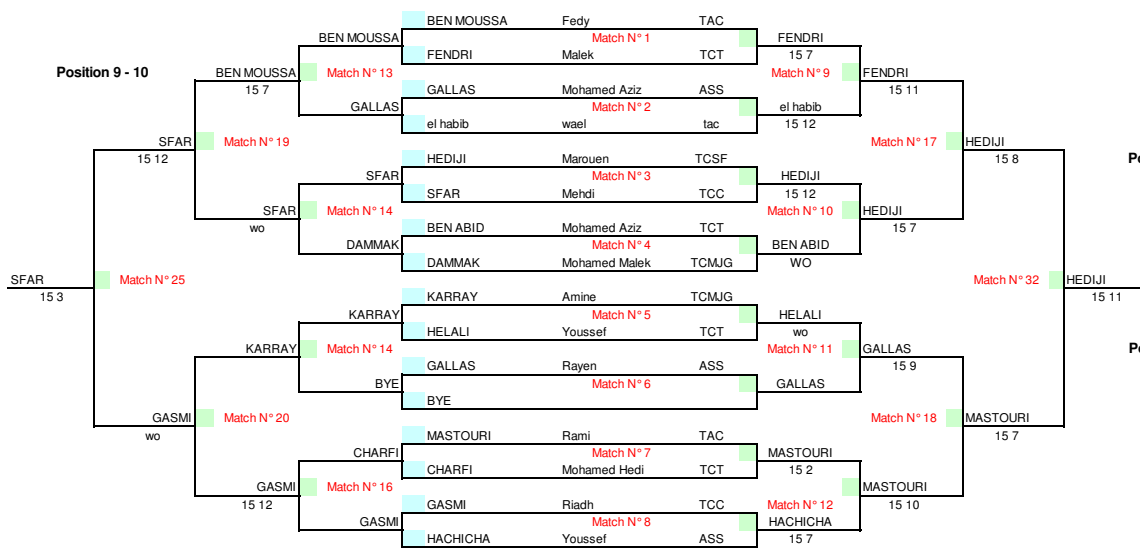 BEN MOUSSA Fedy TAC
BEN MOUSSA Match N° 1 FENDRI
FENDRI Malek TCT 15 7
Position 9 - 10 BEN MOUSSA Match N° 13 Match N° 9 FENDRI
15 7 GALLAS Mohamed Aziz ASS 15 11
GALLAS Match N° 2 el habib
el habib wael tac 15 12
SFAR Match N° 19 Match N° 17 HEDIJI
15 12 HEDIJI Marouen TCSF 15 8
SFAR Match N° 3 HEDIJI
SFAR Mehdi TCC 15 12
SFAR Match N° 14 Match N° 10 HEDIJI
wo BEN ABID Mohamed Aziz TCT 15 7
DAMMAK Match N° 4 BEN ABID
DAMMAK Mohamed Malek TCMJG WO
SFAR Match N° 25 Match N° 32 HEDIJI
15 3 KARRAY Amine TCMJG 15 11
KARRAY Match N° 5 HELALI
HELALI Youssef TCT wo
KARRAY Match N° 14 Match N° 11 GALLAS
GALLAS Rayen ASS 15 9
BYE Match N° 6 GALLAS
BYE
GASMI Match N° 20 Match N° 18 MASTOURI
wo MASTOURI Rami TAC 15 7
CHARFI Match N° 7 MASTOURI
CHARFI Mohamed Hedi TCT 15 2
GASMI Match N° 16 MASTOURI
15 12 GASMI Riadh TCC Match N° 12 15 10
GASMI Match N° 8 HACHICHA
HACHICHA Youssef ASS 15 7